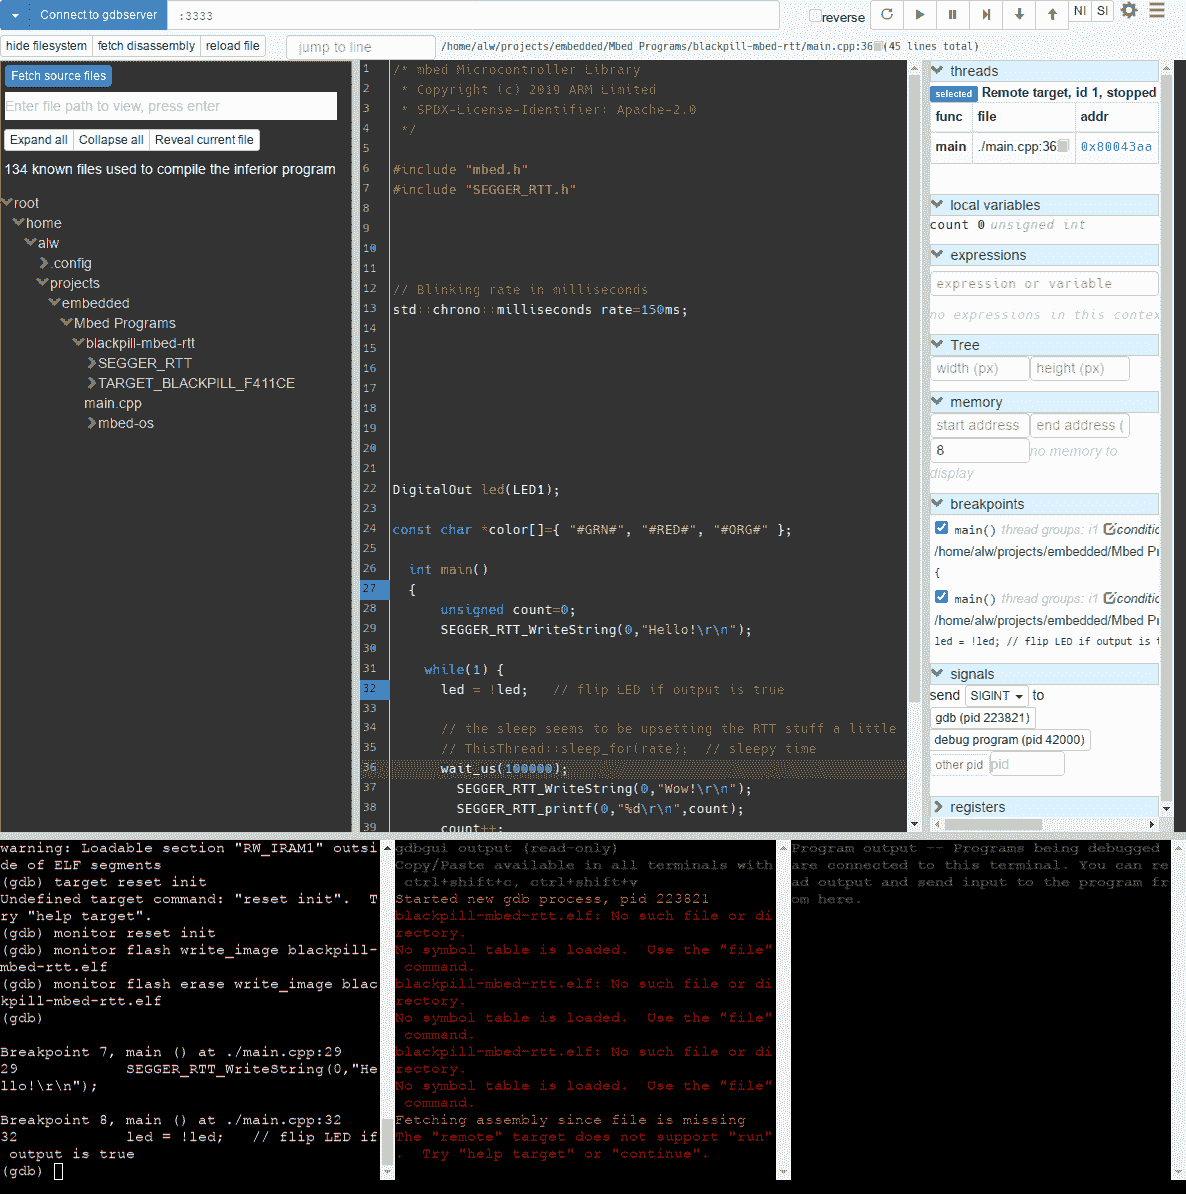 Connect to gdbserver :3333 reverse NI SI
hide filesystem fetch disassembly reload file jump to line /home/alw/projects/embedded/Mbed Programs/blackpill-mbed-rtt/main.cpp:36 (45 lines total)
Fetch source files
Enter file path to view, press enter
Expand all Collapse all Reveal current file
134 known files used to compile the inferior program
root
home
alw
.config
projects
embedded
Mbed Programs
blackpill-mbed-rtt
SEGGER_RTT
TARGET_BLACKPILL_F411CE
main.cpp
mbed-os
1 /* mbed Microcontroller Library
2 * Copyright (c) 2019 ARM Limited
3 * SPDX-License-Identifier: Apache-2.0
4 */
5
6 #include "mbed.h"
7 #include "SEGGER_RTT.h"
8
9
10
11
12 // Blinking rate in milliseconds
13 std::chrono::milliseconds rate=150ms;
14
15
16
17
18
19
20
21
22 DigitalOut led(LED1);
23
24 const char *color[]={ "#GRN#", "#RED#", "#ORG#" };
25
26 int main()
27 {
28 unsigned count=0;
29 SEGGER_RTT_WriteString(0,"Hello!\r\n");
30
31 while(1) {
32 led = !led; // flip LED if output is true
33
34 // the sleep seems to be upsetting the RTT stuff a little
35 // ThisThread::sleep_for(rate); // sleepy time
36 wait_us(100000);
37 SEGGER_RTT_WriteString(0,"Wow!\r\n");
38 SEGGER_RTT_printf(0,"%d\r\n",count);
39 count++;
threads
selected Remote target, id 1, stopped
func file addr
main ./main.cpp:36 0x80043aa
local variables
count 0 unsigned int
expressions
expression or variable
no expressions in this contex
Tree
width (px) height (px)
memory
start address end address (
8 no memory to
display
breakpoints
main() thread groups: i1 conditio
/home/alw/projects/embedded/Mbed Pr
{
main() thread groups: i1 conditio
/home/alw/projects/embedded/Mbed Pr
led = !led; // flip LED if output is t
signals
send SIGINT to
gdb (pid 223821)
debug program (pid 42000)
other pid pid
registers
warning: Loadable section "RW_IRAM1" outsi
de of ELF segments
(gdb) target reset init
Undefined target command: "reset init". T
ry "help target".
(gdb) monitor reset init
(gdb) monitor flash write_image blackpill-
mbed-rtt.elf
(gdb) monitor flash erase write_image blac
kpill-mbed-rtt.elf
(gdb)
Breakpoint 7, main () at ./main.cpp:29
29 SEGGER_RTT_WriteString(0,"He
llo!\r\n");
Breakpoint 8, main () at ./main.cpp:32
32 led = !led; // flip LED if
output is true
(gdb)
gdbgui output (read-only)
Copy/Paste available in all terminals with
ctrl+shift+c, ctrl+shift+v
Started new gdb process, pid 223821
blackpill-mbed-rtt.elf: No such file or di
rectory.
No symbol table is loaded. Use the "file"
command.
blackpill-mbed-rtt.elf: No such file or di
rectory.
No symbol table is loaded. Use the "file"
command.
blackpill-mbed-rtt.elf: No such file or di
rectory.
No symbol table is loaded. Use the "file"
command.
Fetching assembly since file is missing
The "remote" target does not support "run"
. Try "help target" or "continue".
Program output -- Programs being debugged
are connected to this terminal. You can re
ad output and send input to the program fr
om here.